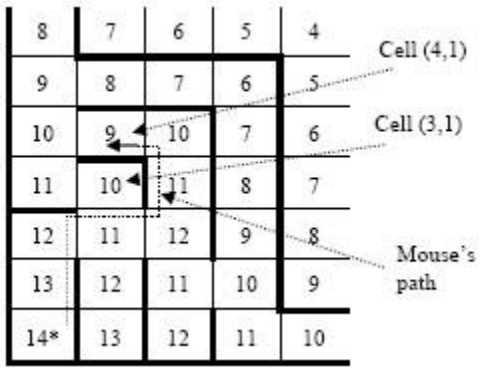 8 7 6 5 4
9 8 7 6 5
Cell (4,1)
10 9 10 7 6
Cell (3,1)
11 10 11 8 7
12 11 12 9 8
Mouse's
path
13 12 11 10 9
14* 13 12 11 10